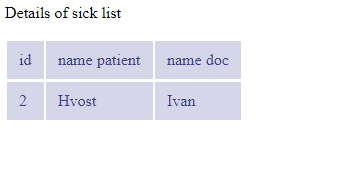 Details of sick list
id name patient name doc
2 Hvost Ivan